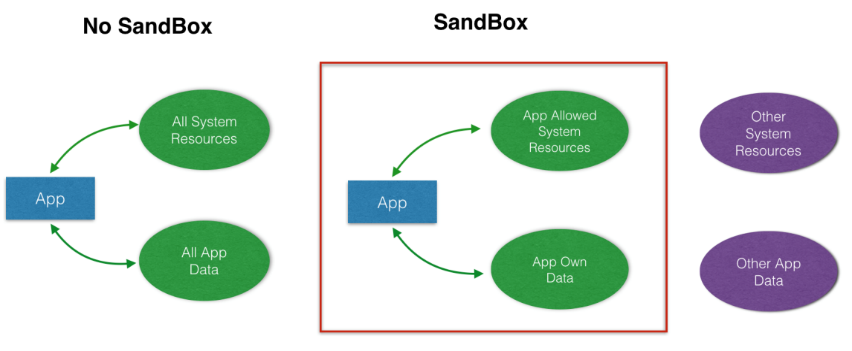 No SandBox
SandBox
All System
Resources
App
All App
Data
App Allowed
System
Resources
App
App Own
Data
Other
System
Resources
Other App
Data